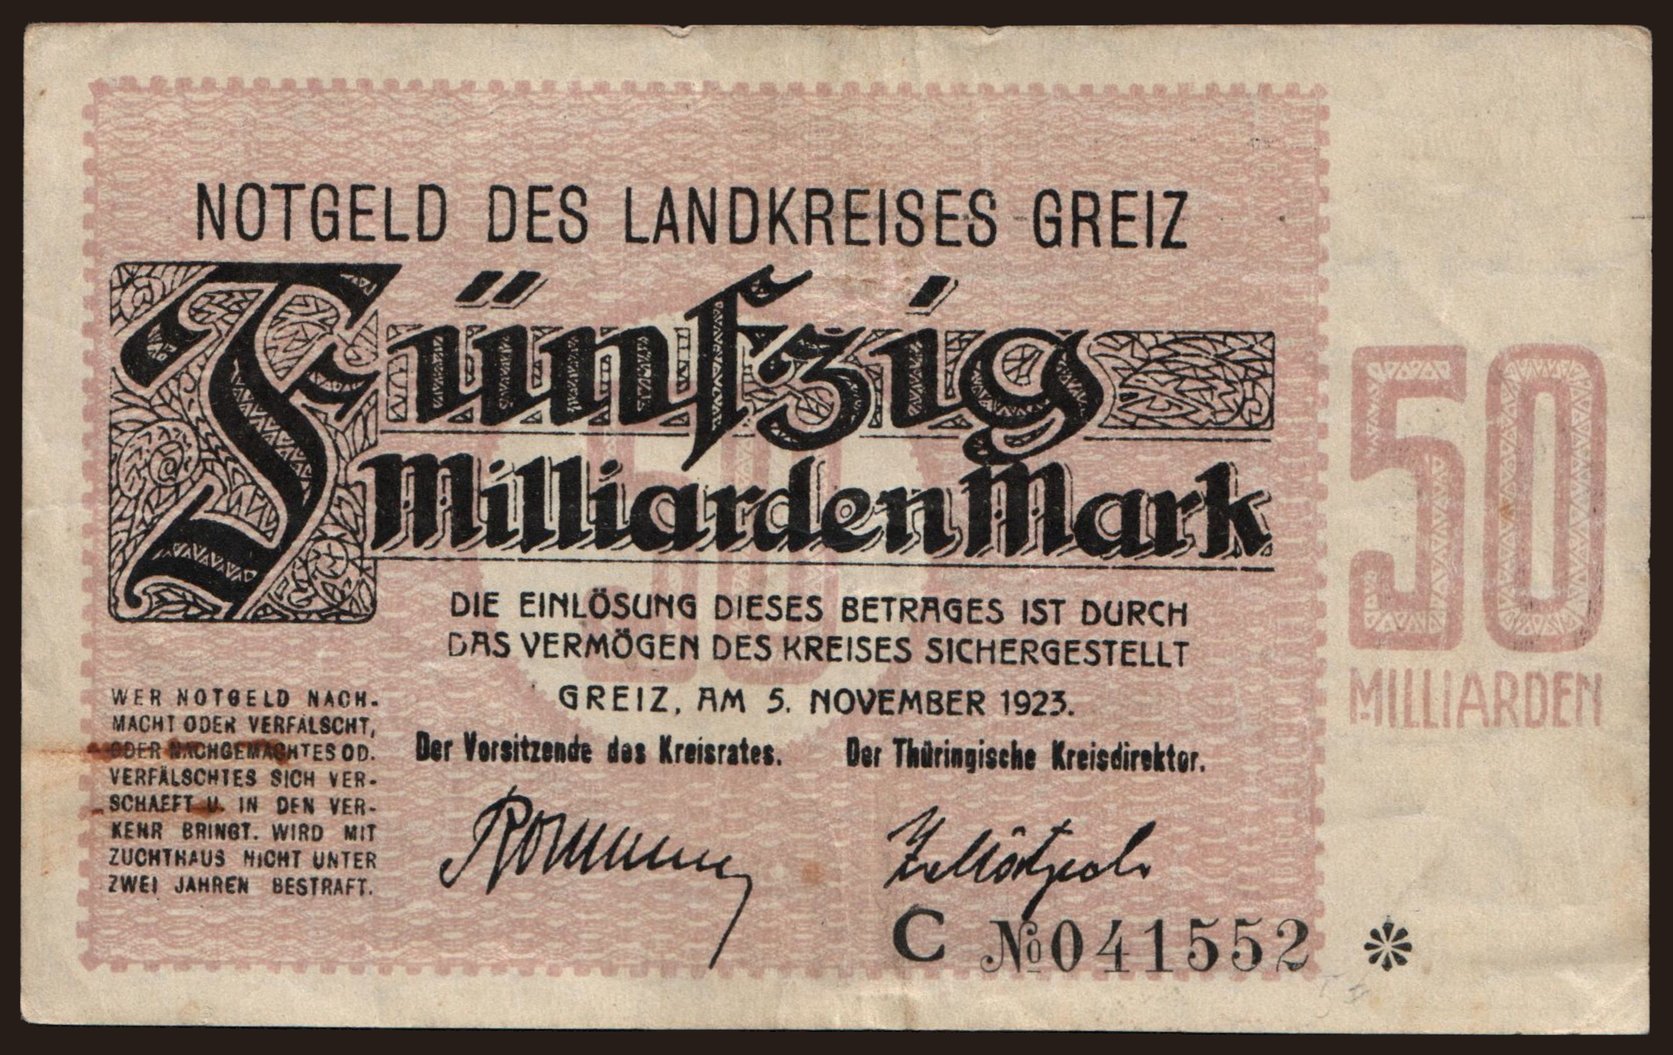 NOTGELD DES LANDKREISES GREIZ
Fünfzig
Milliarden Mark
50
50
MILLIARDEN
DIE EINLÖSUNG DIESES BETRAGES IST DURCH
DAS VERMÖGEN DES KREISES SICHERGESTELLT
GREIZ, AM 5. NOVEMBER 1923.
WER NOTGELD NACH-
MACHT ODER VERFÄLSCHT,
ODER NACHGEMACHTES OD.
VERFÄLSCHTES SICH VER-
SCHAFFT U. IN DEN VER-
KEHR BRINGT. WIRD MIT
ZUCHTHAUS NICHT UNTER
ZWEI JAHREN BESTRAFT.
Der Vorsitzende des Kreisrates.
Der Thüringische Kreisdirektor.
C №041552 *